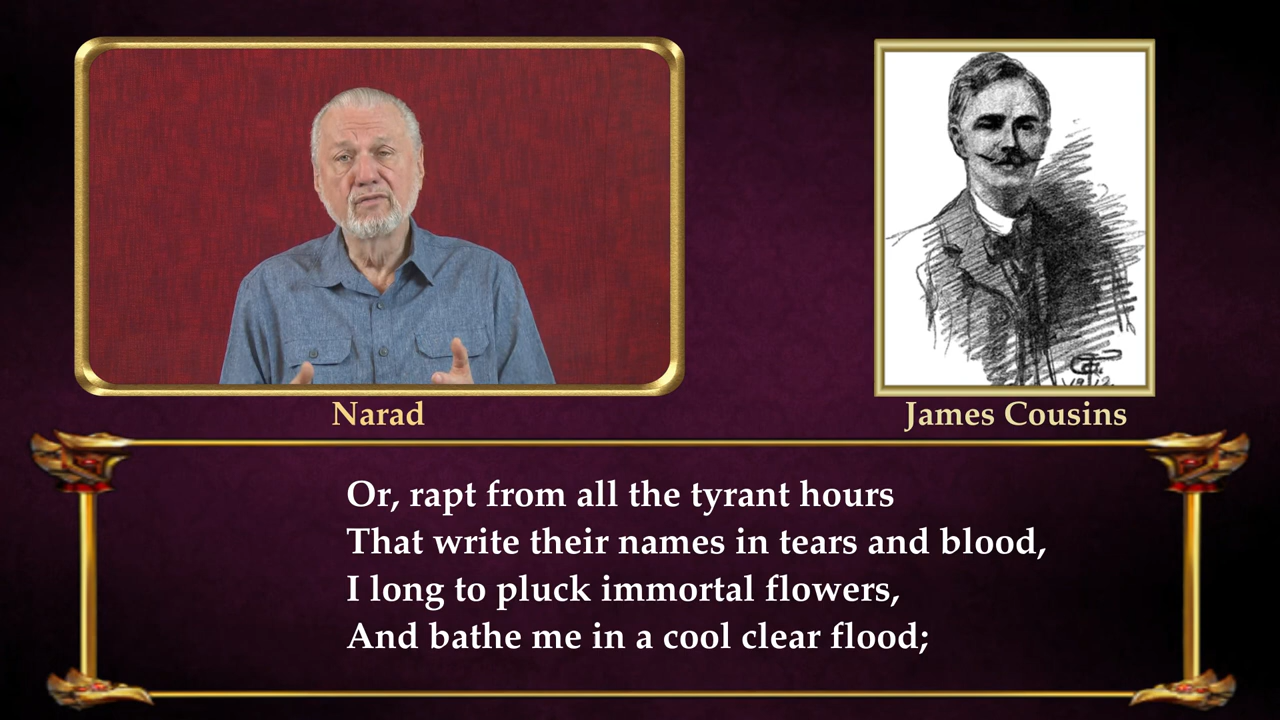 Narad
James Cousins
Or, rapt from all the tyrant hours
That write their names in tears and blood,
I long to pluck immortal flowers,
And bathe me in a cool clear flood;